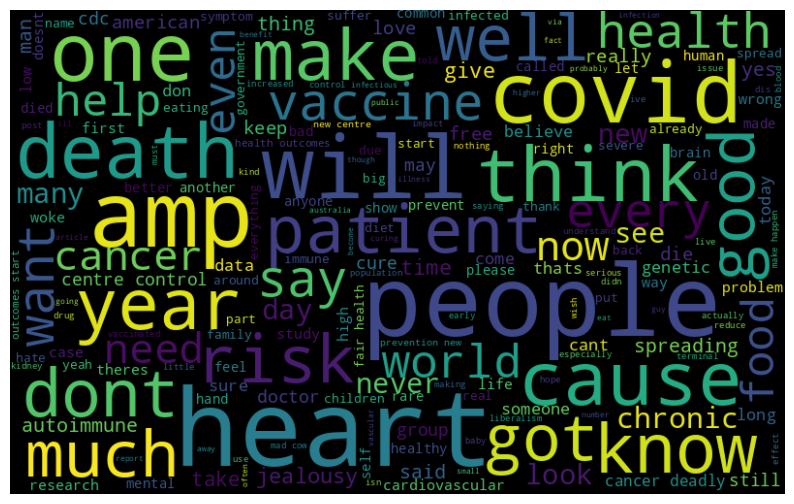 cdc american symptom
suffer common infected
via
man name doesnt
low
one
make
well
health
thing love
control infectious
fact infection
benefit told
really human spread
called let yes
probably issue
dis blood
help don
eating
even
government
increased
vaccine
give
covid
wrong
died first
post ill
keep bad
public
higher live
free believe new already made
death
must
health outcomes
new centre impact nothing
start right severe
due
though
think
many
better another
kind
will
may
anyone illness
big brain old
today
woke
everything
australia show prevent thank
diet
become saying
every
good
amp
patient
understand
article
immune curing
now see die
back live
make happen
want
cancer
data
cure come
thats genetic
say
time please way
outcomes start
centre control
around
population
serious didn
problem
year
day
people
put
actually
reduce
going
drug part
study high
fair health
early wish guy
cant
food
hate
vaccinated
family
prevention new
eat
spreading
case need risk
world
cause
kidney yeah theres
little
feel
never
making life
especially
terminal
dont
sure doctor children rare real
hope
someone
chronic
hand
heart
number
long
autoimmune
away
mad cow
group
liberalism
got know
effect
much
report
use often
self healthy baby
said
small
look
research mental
take jealousy
isn
vascular
cardiovascular
cancer deadly still